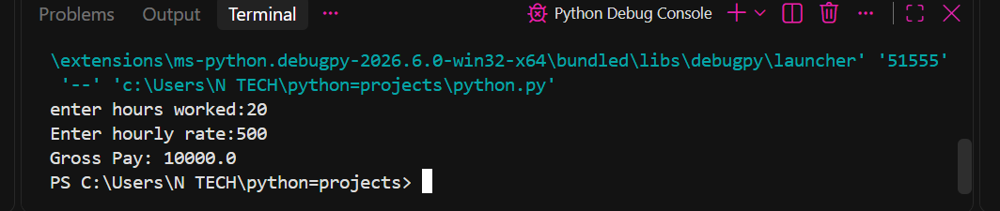 Problems Output Terminal ··· Python Debug Console
\extensions\ms-python.debugpy-2026.6.0-win32-x64\bundled\libs\debugpy\launcher' '51555'
'--' 'c:\Users\N TECH\python=projects\python.py'
enter hours worked:20
Enter hourly rate:500
Gross Pay: 10000.0
PS C:\Users\N TECH\python=projects>